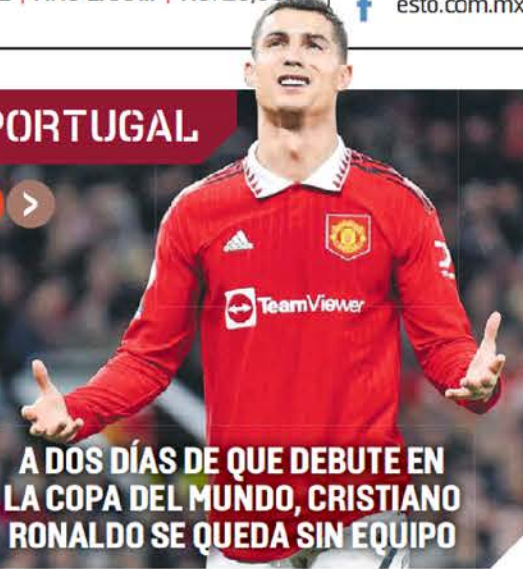 esto.com.mx
PORTUGAL
TeamViewer
A DOS DÍAS DE QUE DEBUTE EN
LA COPA DEL MUNDO, CRISTIANO
RONALDO SE QUEDA SIN EQUIPO